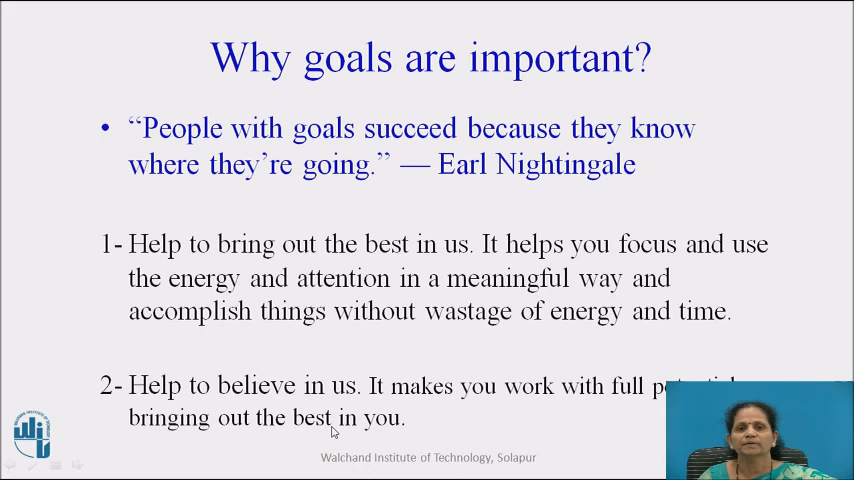 Why goals are important?
• “People with goals succeed because they know
where they’re going.” — Earl Nightingale
1- Help to bring out the best in us. It helps you focus and use
the energy and attention in a meaningful way and
accomplish things without wastage of energy and time.
2- Help to believe in us. It makes you work with full
bringing out the best in you.
Walchand Institute of Technology, Solapur